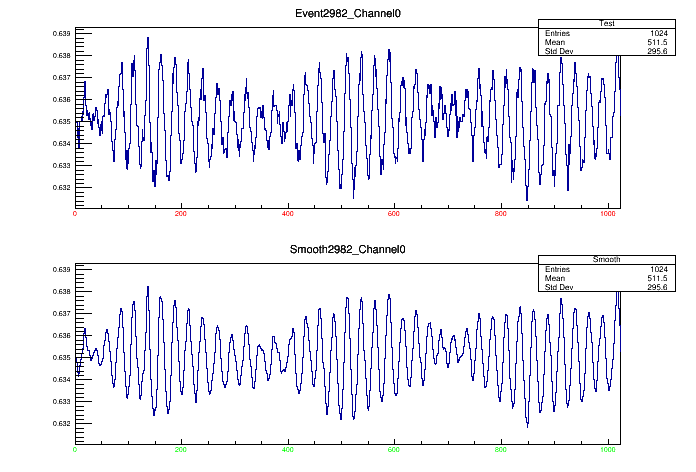 Event2982_Channel0
Test
Entries 1024
Mean 511.5
Std Dev 295.6
0.639
0.638
0.637
0.636
0.635
0.634
0.633
0.632
0 200 400 600 800 1000
Smooth2982_Channel0
Smooth
Entries 1024
Mean 511.5
Std Dev 295.6
0.639
0.638
0.637
0.636
0.635
0.634
0.633
0.632
0 200 400 600 800 1000